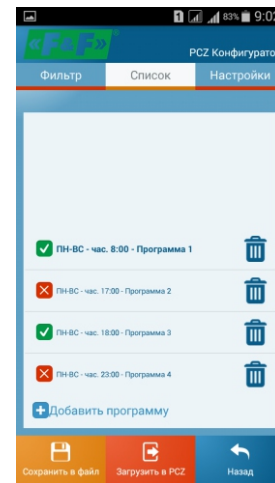 1 83% 9:02
«F&F»
PCZ Конфигурато
Фильтр Список Настройки
ПН-ВС - час. 8:00 - Программа 1
ПН-ВС - час. 17:00 - Программа 2
ПН-ВС - час. 18:00 - Программа 3
ПН-ВС - час. 23:00 - Программа 4
Добавить программу
Сохранить в файл Загрузить в PCZ Назад